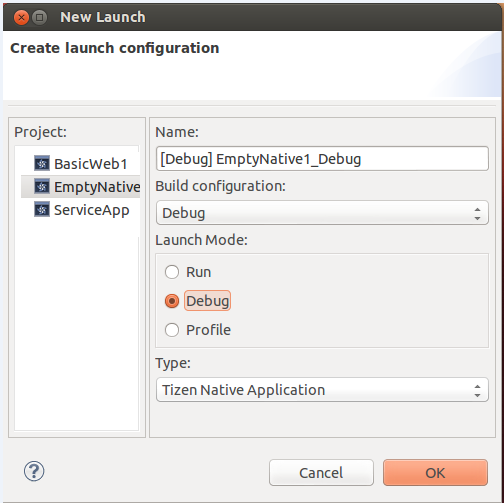 New Launch
Create launch configuration
Project:
BasicWeb1
EmptyNative
ServiceApp
Name:
[Debug] EmptyNative1_Debug
Build configuration:
Debug
Launch Mode:
Run
Debug
Profile
Type:
Tizen Native Application
?
Cancel
OK